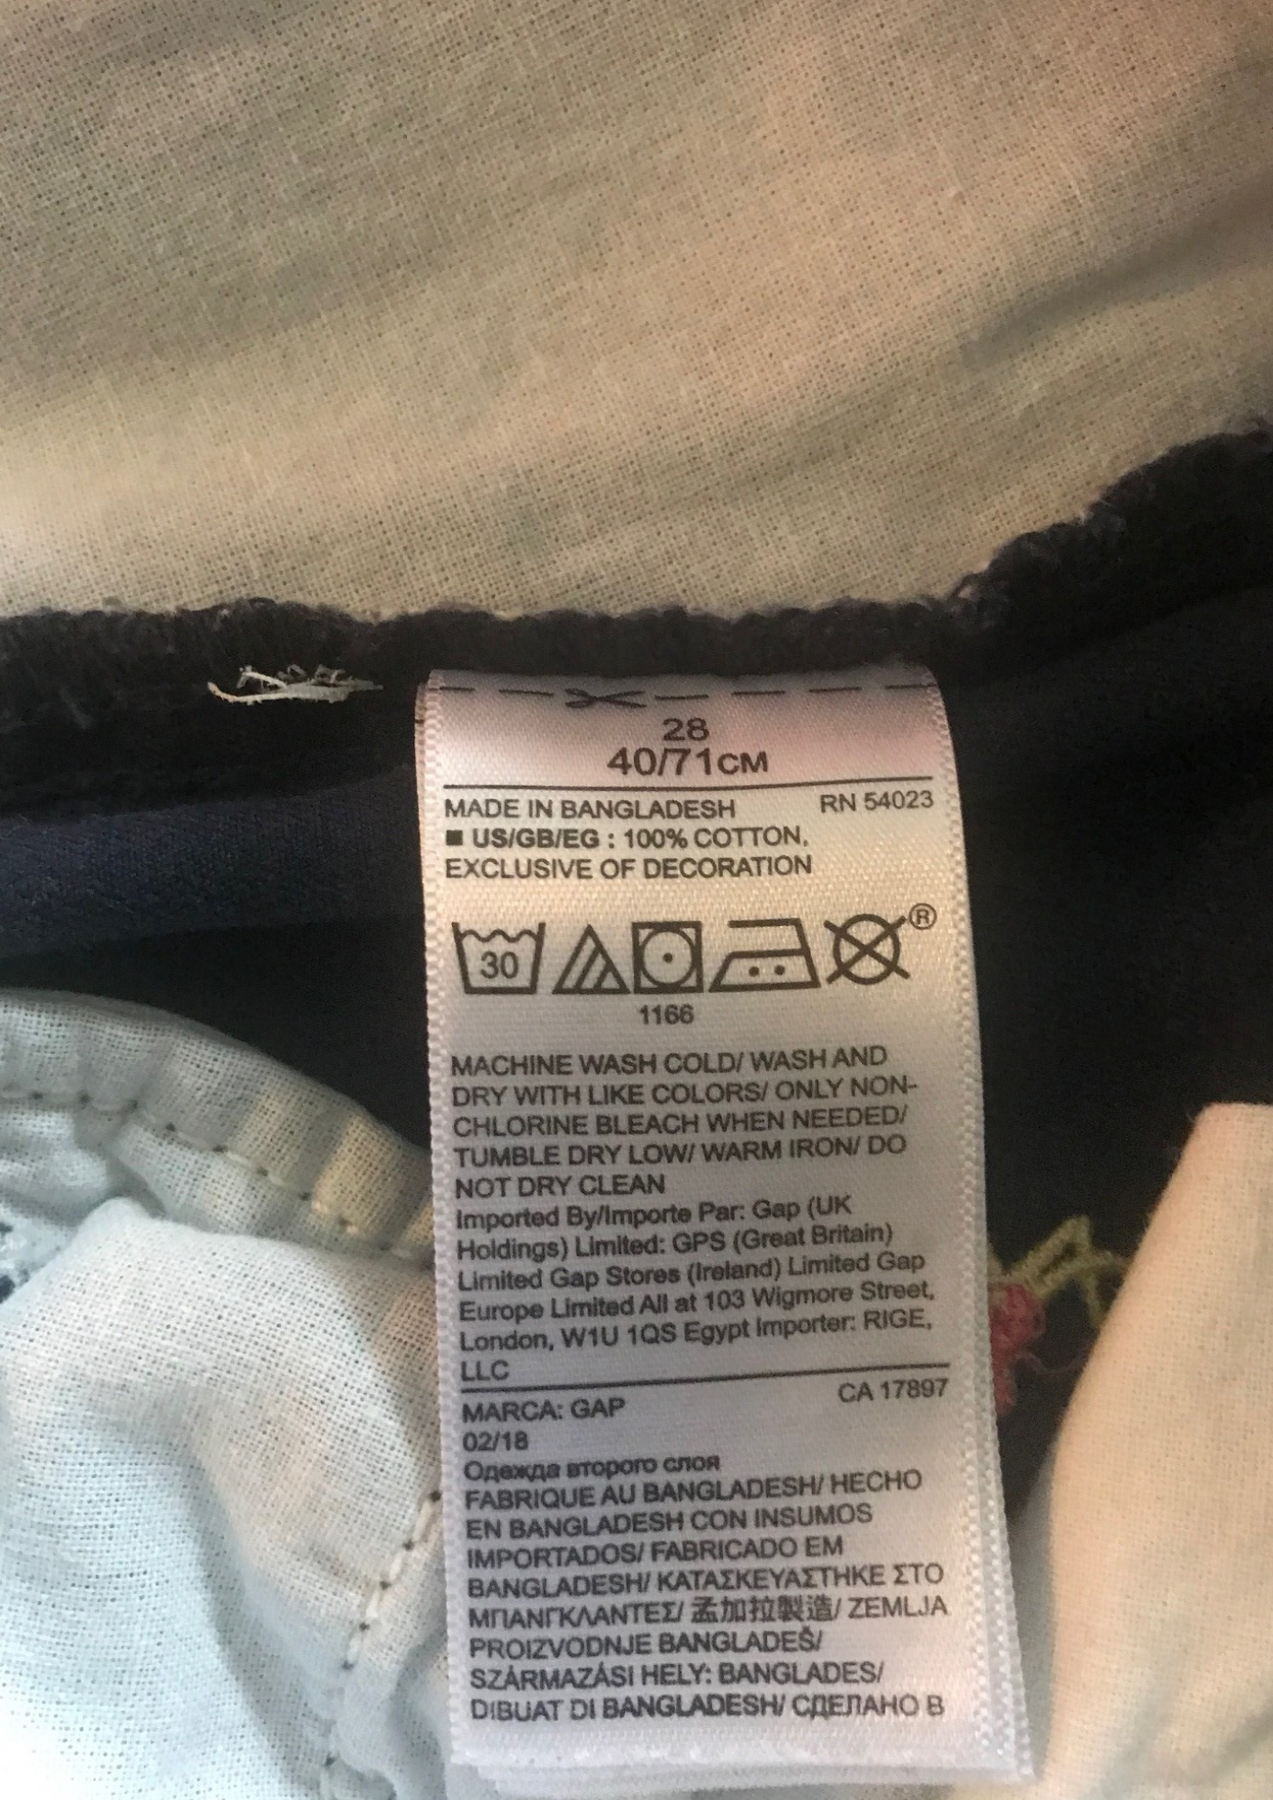 28
40/71CM
MADE IN BANGLADESH RN 54023
■ US/GB/EG : 100% COTTON,
EXCLUSIVE OF DECORATION
®
30
1166
MACHINE WASH COLD/ WASH AND
DRY WITH LIKE COLORS/ ONLY NON-
CHLORINE BLEACH WHEN NEEDED/
TUMBLE DRY LOW/ WARM IRON/ DO
NOT DRY CLEAN
Imported By/Importe Par: Gap (UK
Holdings) Limited: GPS (Great Britain)
Limited Gap Stores (Ireland) Limited Gap
Europe Limited All at 103 Wigmore Street,
London, W1U 1QS Egypt Importer: RIGE,
LLC
MARCA: GAP CA 17897
02/18
Одежда второго слоя
FABRIQUE AU BANGLADESH/ HECHO
EN BANGLADESH CON INSUMOS
IMPORTADOS/ FABRICADO EM
BANGLADESH/ ΚΑΤΑΣΚΕΥΑΣΤΗΚΕ ΣΤΟ
ΜΠΑΝΓΚΛΑΝΤΕΣ/ 孟加拉製造/ ZEMLJA
PROIZVODNJE BANGLADEŠ/
SZÁRMAZÁSI HELY: BANGLADES/
DIBUAT DI BANGLADESH/ СДЕЛАНО В